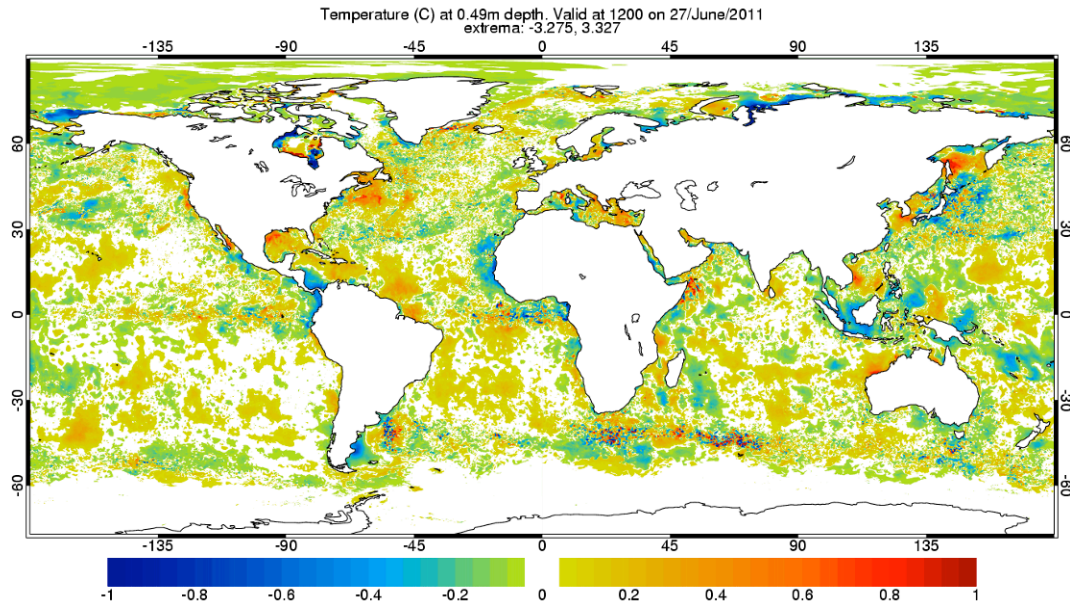 Temperature (C) at 0.49m depth. Valid at 1200 on 27/June/2011
extrema: -3.275, 3.327
-135 -90 -45 0 45 90 135
60 60
30 30
0 0
-30 -30
-60 -60
-135 -90 -45 0 45 90 135
-1 -0.8 -0.6 -0.4 -0.2 0 0.2 0.4 0.6 0.8 1